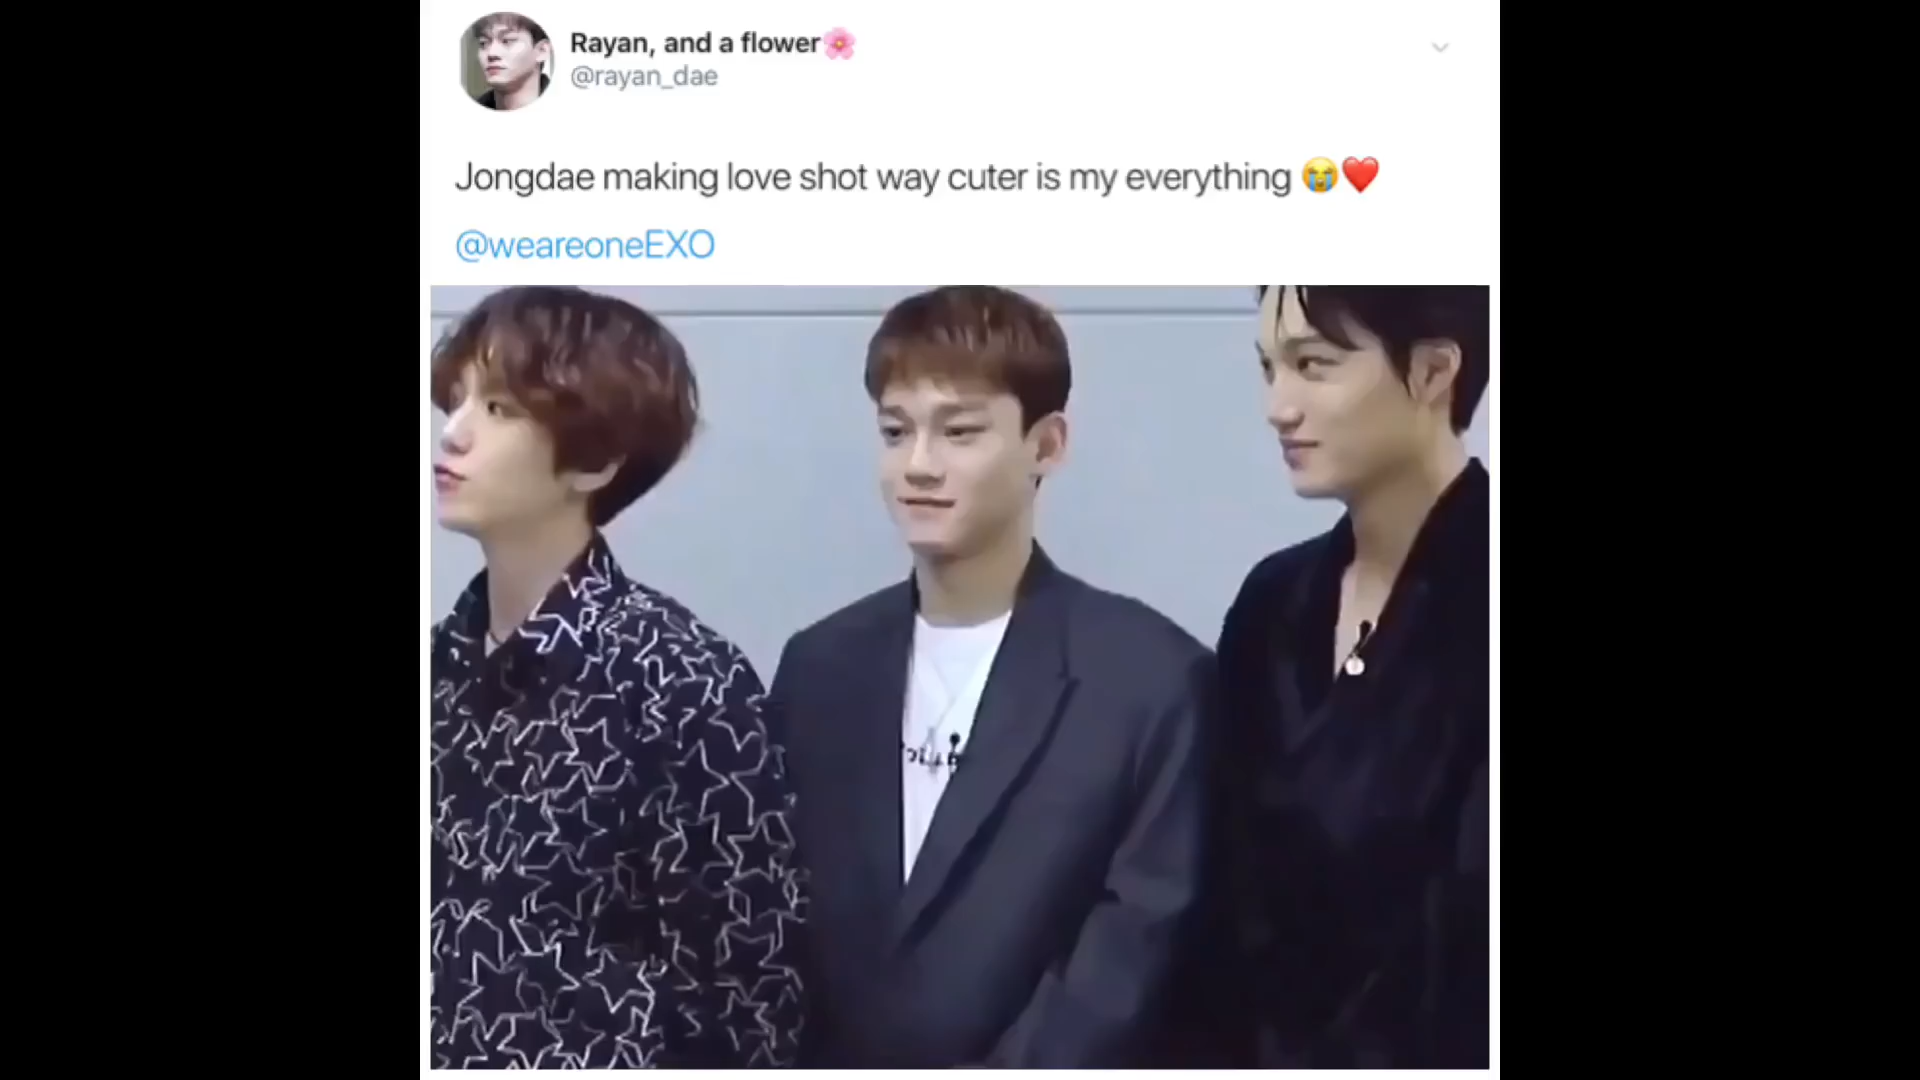 Rayan, and a flower🌸
@rayan_dae
Jongdae making love shot way cuter is my everything 😭❤️
@weareoneEXO